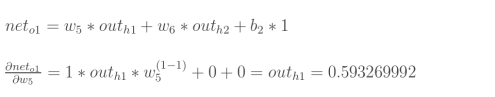 net_{o1} = w_5 * out_{h1} + w_6 * out_{h2} + b_2 * 1
\frac{\partial net_{o1}}{\partial w_5} = 1 * out_{h1} * w_5^{(1-1)} + 0 + 0 = out_{h1} = 0.593269992